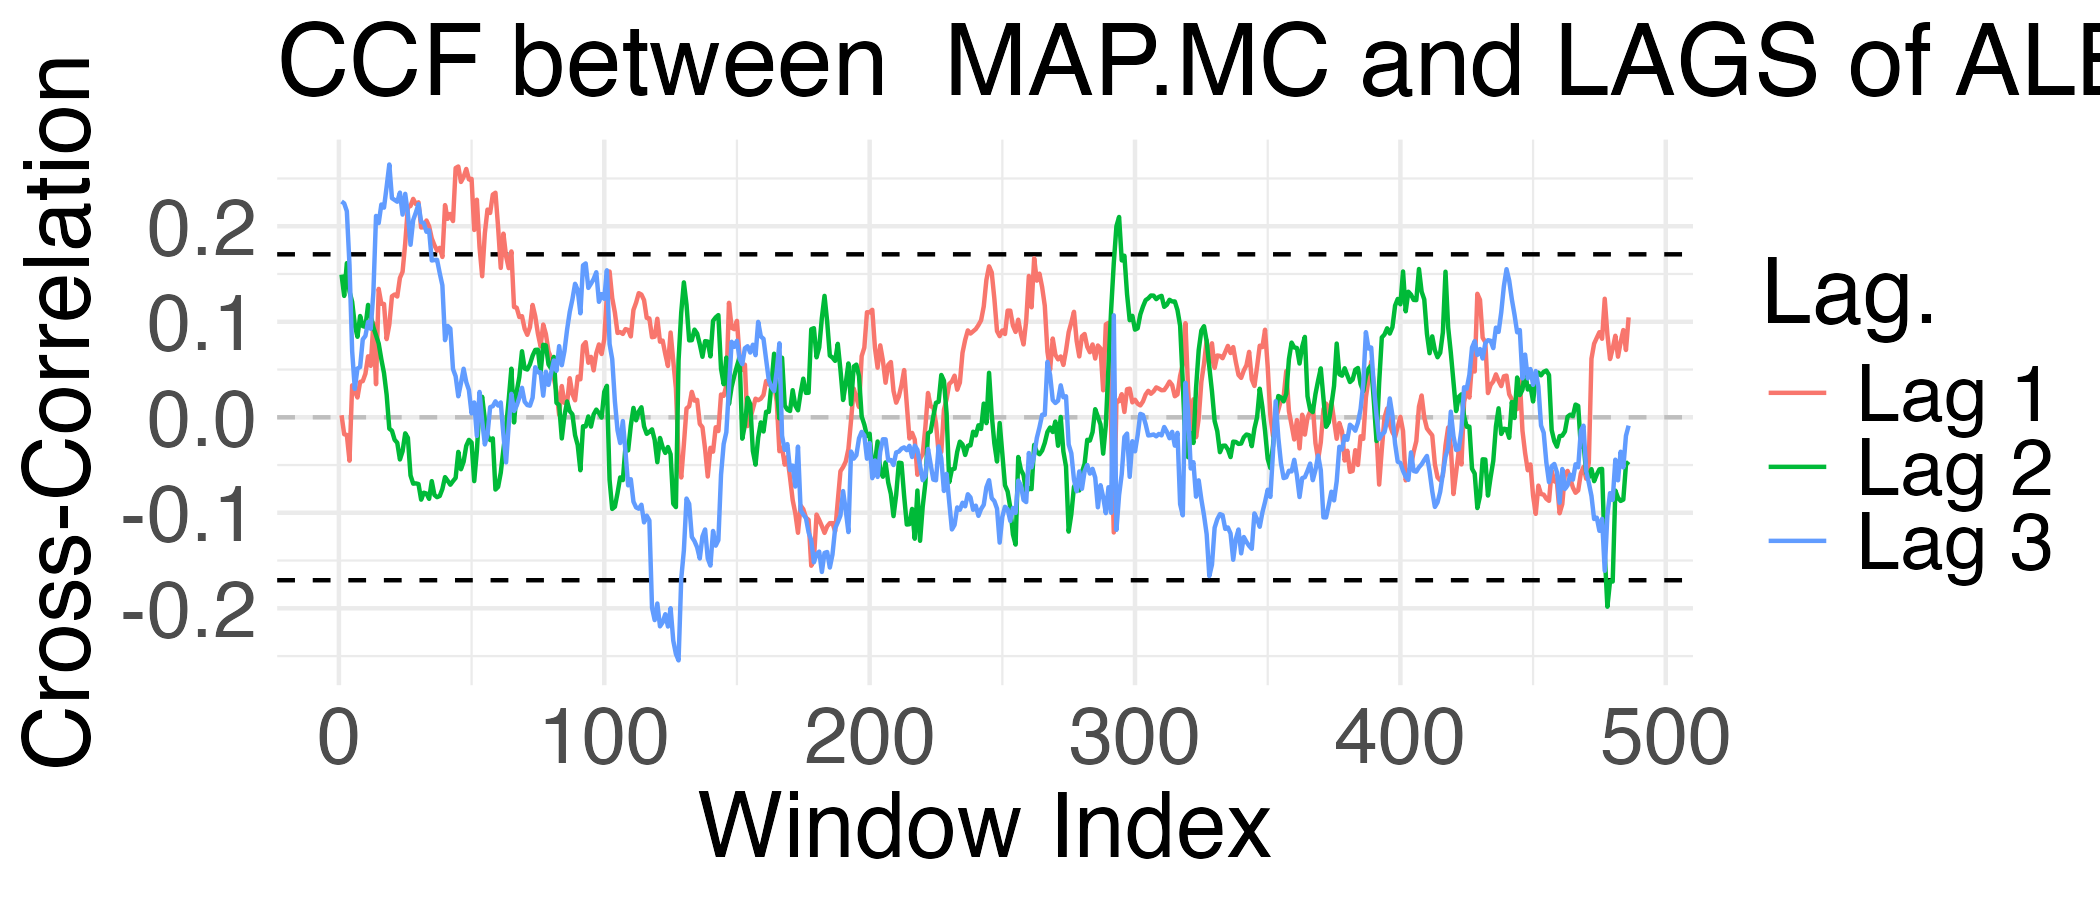 CCF between  MAP.MC and LAGS of
Cross-Correlation
0.2
0.1
0.0
-0.1
-0.2
0 100 200 300 400 500
Window Index
Lag.
Lag 1
Lag 2
Lag 3